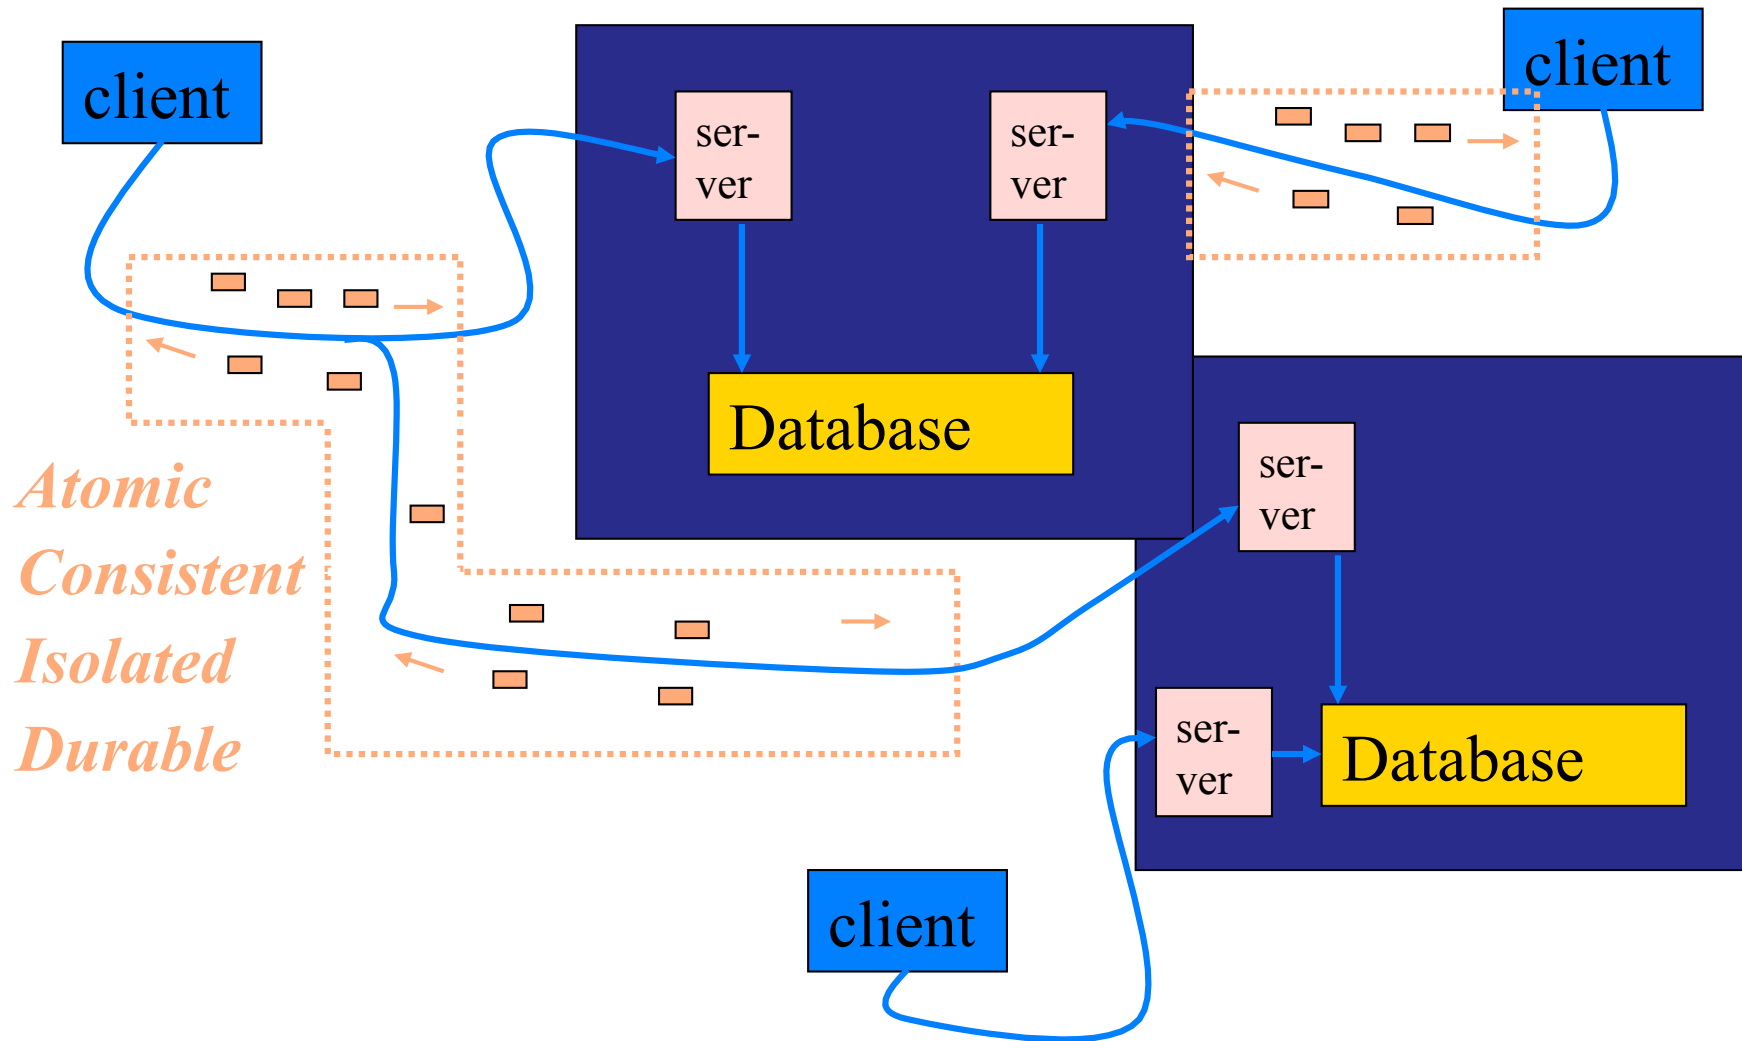 client
client
ser-
ver
ser-
ver
Database
Atomic
Consistent
Isolated
Durable
ser-
ver
ser-
ver
Database
client